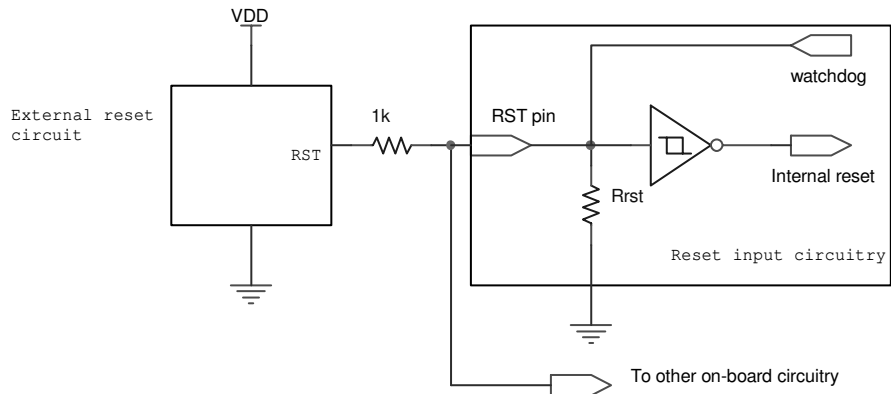 VDD
External reset
circuit
RST
1k
RST pin
watchdog
Internal reset
Rrst
Reset input circuitry
To other on-board circuitry